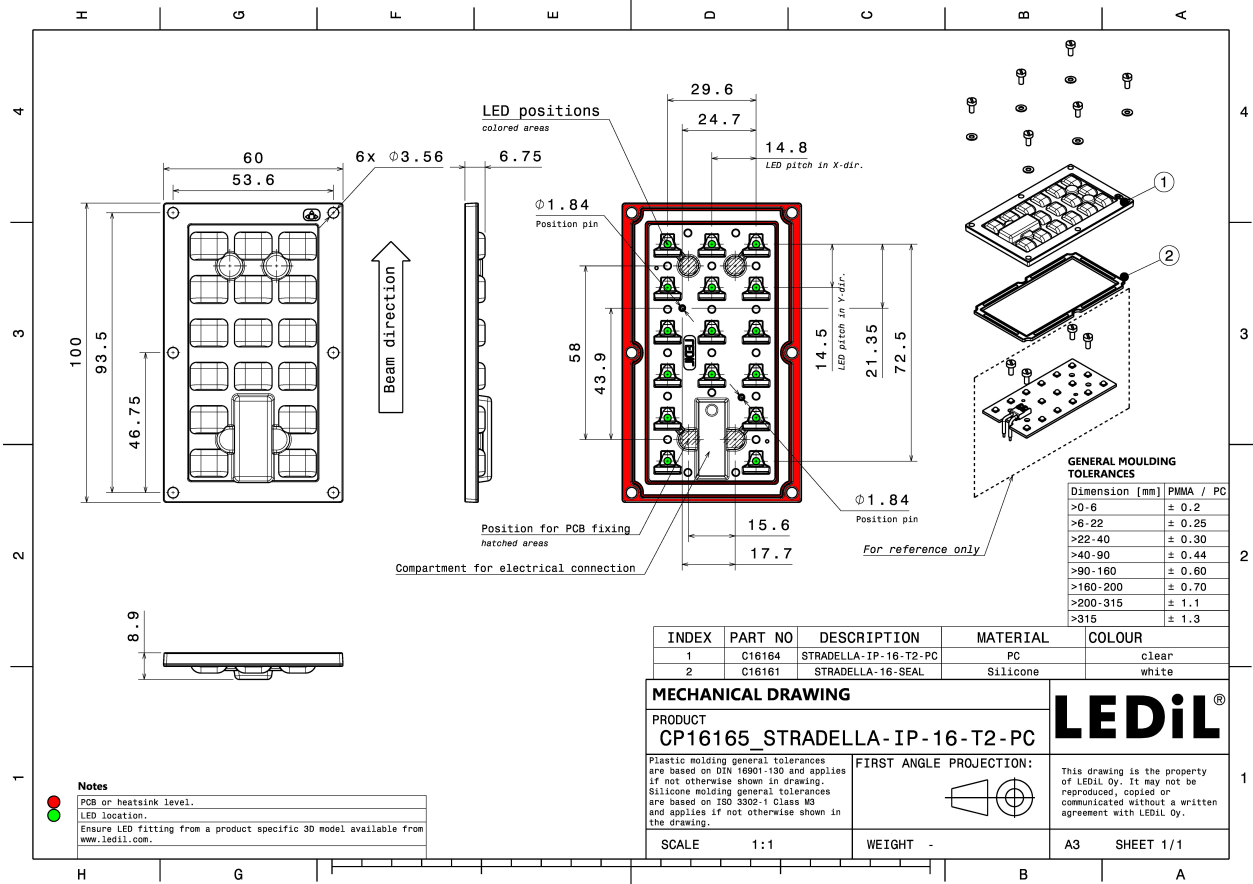 H G F E D C B A
4
3
2
1
4
3
2
1
LED positions
colored areas
29.6
24.7
14.8
LED pitch in X-dir.
60
53.6
6x Ø3.56
6.75
Ø1.84
Position pin
100
93.5
46.75
Beam direction
58
43.9
LEDiL
14.5
LED pitch in Y-dir.
21.35
72.5
1
2
Ø1.84
Position pin
15.6
17.7
Position for PCB fixing
hatched areas
Compartment for electrical connection
For reference only
8.9
GENERAL MOULDING
TOLERANCES
Dimension [mm] PMMA / PC
>0-6 ± 0.2
>6-22 ± 0.25
>22-40 ± 0.30
>40-90 ± 0.44
>90-160 ± 0.60
>160-200 ± 0.70
>200-315 ± 1.1
>315 ± 1.3
INDEX PART NO DESCRIPTION MATERIAL COLOUR
1 C16164 STRADELLA-IP-16-T2-PC PC clear
2 C16161 STRADELLA-16-SEAL Silicone white
MECHANICAL DRAWING
PRODUCT
CP16165_STRADELLA-IP-16-T2-PC
LEDiL®
Plastic molding general tolerances
are based on DIN 16901-130 and applies
if not otherwise shown in drawing.
Silicone molding general tolerances
are based on ISO 3302-1 Class M3
and applies if not otherwise shown in
the drawing.
FIRST ANGLE PROJECTION:
This drawing is the property
of LEDiL Oy. It may not be
reproduced, copied or
communicated without a written
agreement with LEDiL Oy.
SCALE 1:1
WEIGHT -
A3 SHEET 1/1
Notes
PCB or heatsink level.
LED location.
Ensure LED fitting from a product specific 3D model available from
www.ledil.com.
H G B A